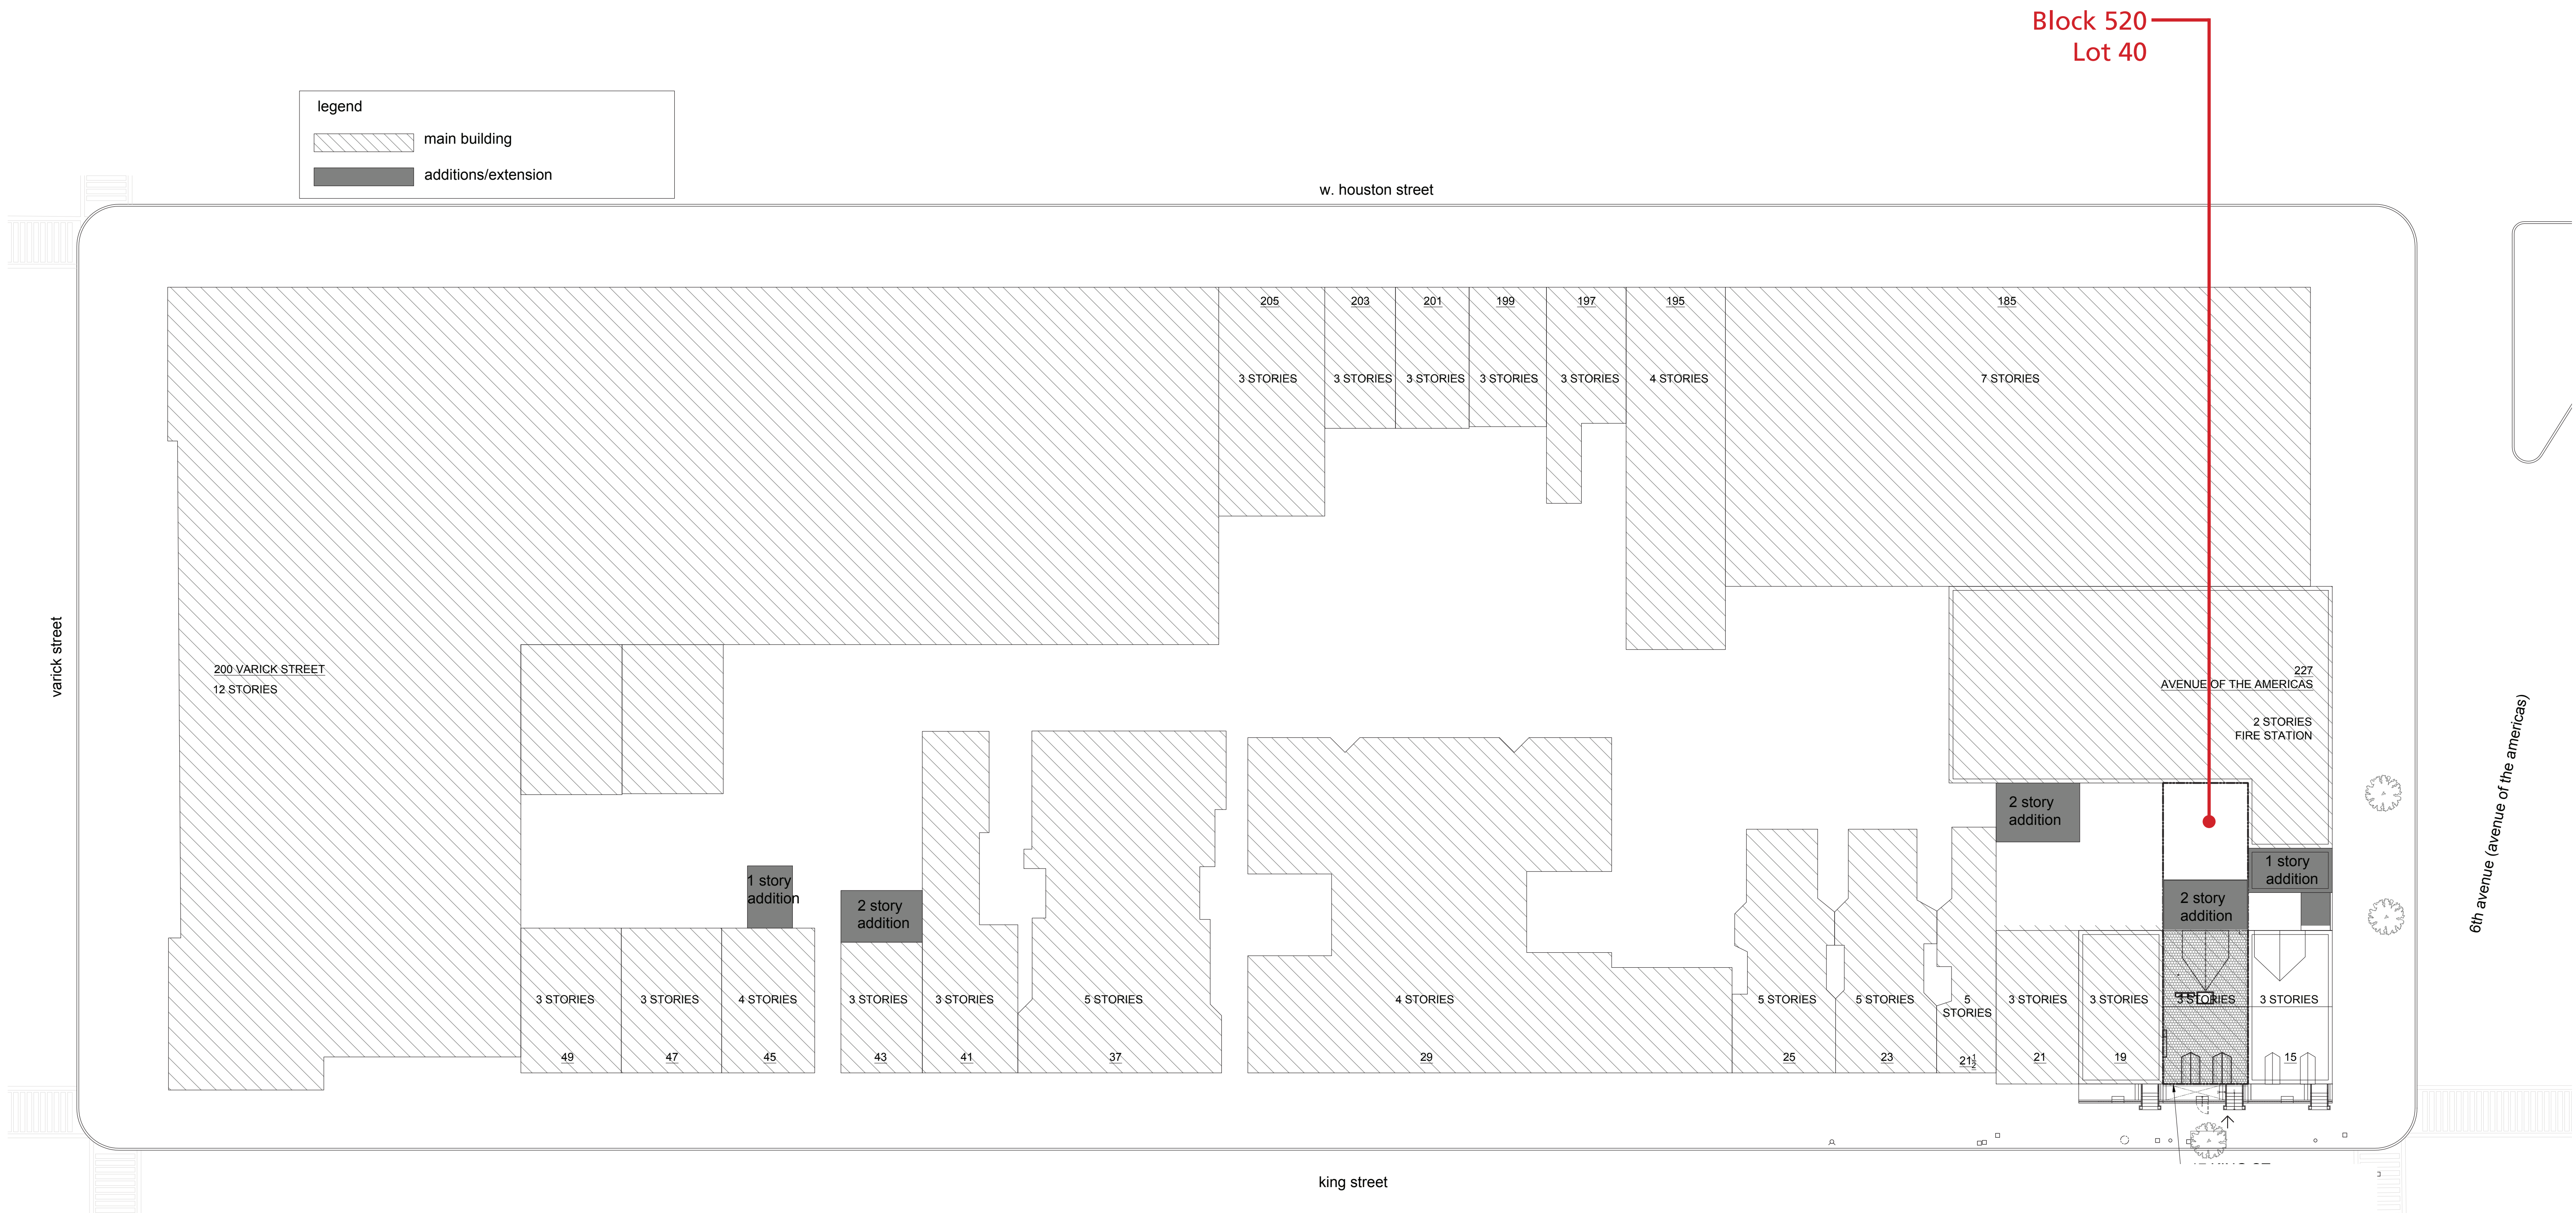 Block 520
Lot 40
legend
main building
additions/extension
w. houston street
205
203
201
199
197
195
185
3 STORIES
3 STORIES
3 STORIES
3 STORIES
3 STORIES
4 STORIES
7 STORIES
varick street
200 VARICK STREET
12 STORIES
227
AVENUE OF THE AMERICAS
2 STORIES
FIRE STATION
6th avenue (avenue of the americas)
2 story
addition
1 story
addition
1 story
addition
2 story
addition
2 story
addition
3 STORIES
3 STORIES
4 STORIES
3 STORIES
3 STORIES
5 STORIES
4 STORIES
5 STORIES
5 STORIES
5
STORIES
3 STORIES
3 STORIES
3 STORIES
3 STORIES
49
47
45
43
41
37
29
25
23
21½
21
19
15
king street